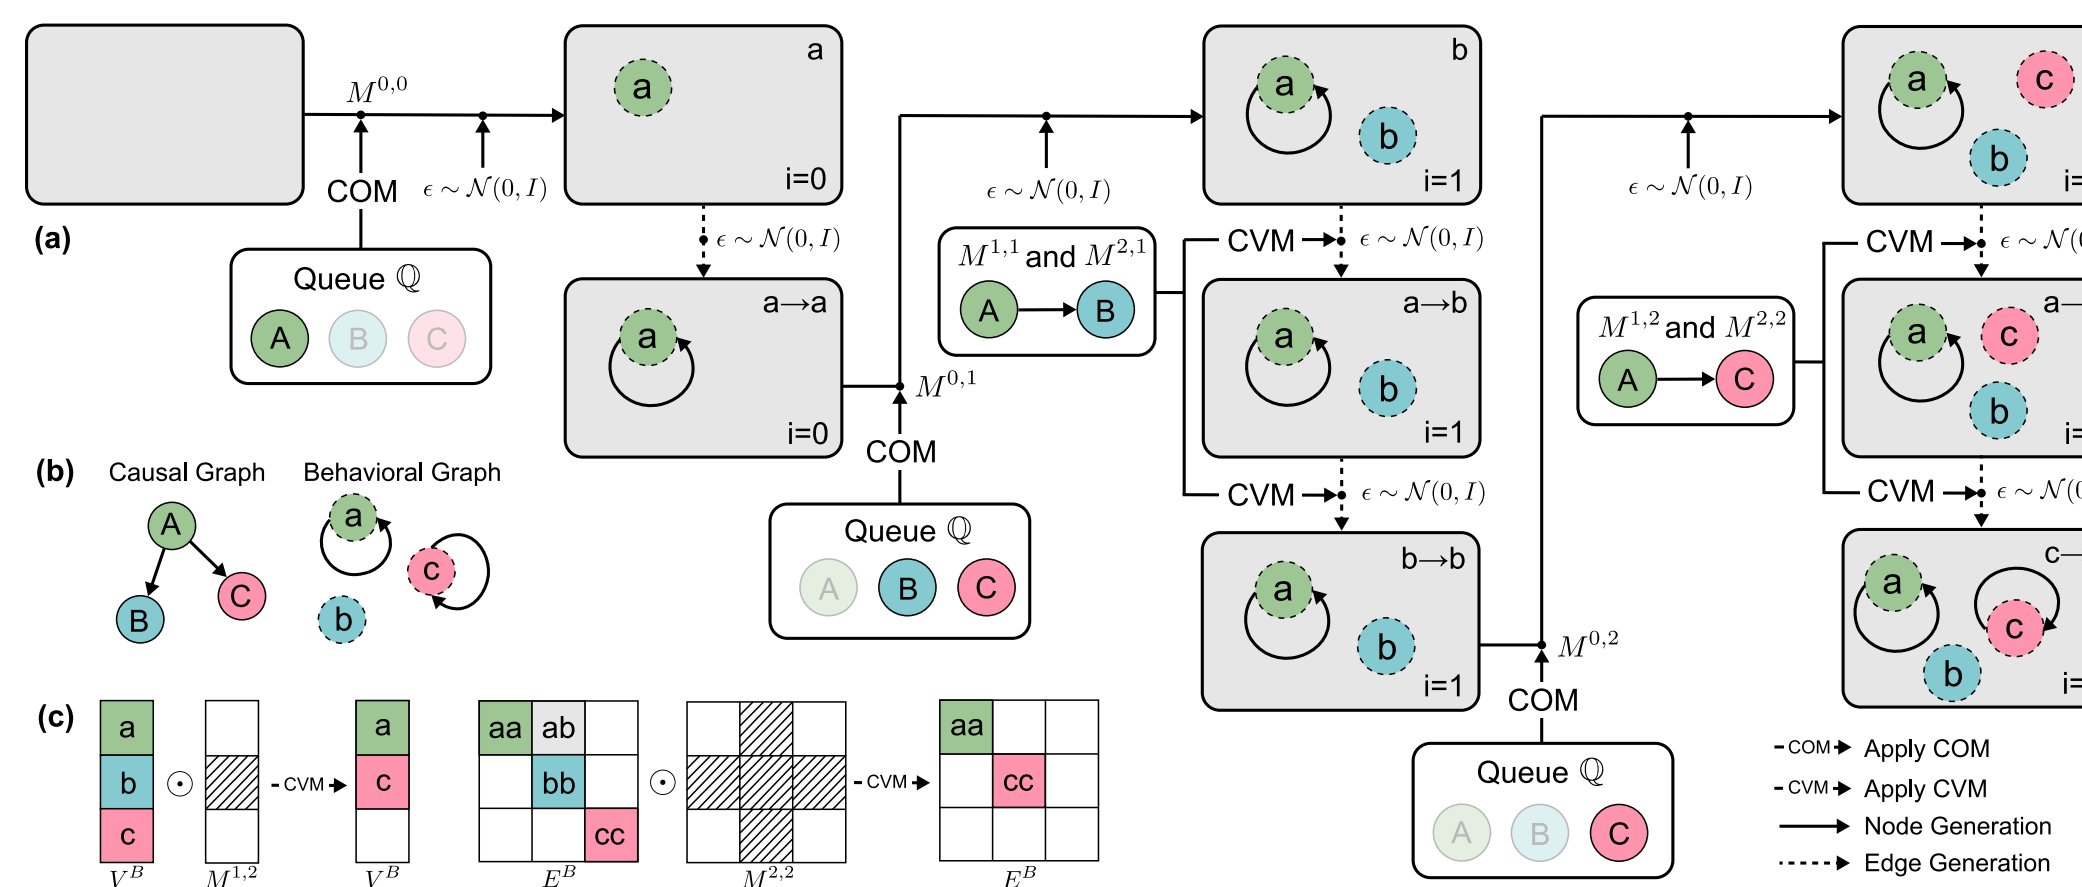 a
a
i=0
M^{0,0}
COM
ϵ ∼ 𝒩(0, I)
(a)
Queue ℚ
A B C
ϵ ∼ 𝒩(0, I)
a→a
a
i=0
M^{0,1}
COM
Queue ℚ
A B C
b
a
b
i=1
ϵ ∼ 𝒩(0, I)
M^{1,1} and M^{2,1}
A B
CVM
ϵ ∼ 𝒩(0, I)
a→b
a
b
i=1
CVM
ϵ ∼ 𝒩(0, I)
b→b
a
b
i=1
M^{0,2}
COM
Queue ℚ
A B C
a c
b
i=
ϵ ∼ 𝒩(0, I)
M^{1,2} and M^{2,2}
A C
CVM
ϵ ∼ 𝒩(0
a
a c
b
i=
CVM
ϵ ∼ 𝒩(0
c
a
c
b
i=
(b)
Causal Graph Behavioral Graph
A
B
C
a
c
b
(c)
a
b
c
V^B
⊙
M^{1,2}
CVM
a
c
V^B
aa ab
bb
cc
E^B
⊙
M^{2,2}
CVM
aa
cc
E^B
COM Apply COM
CVM Apply CVM
Node Generation
Edge Generation